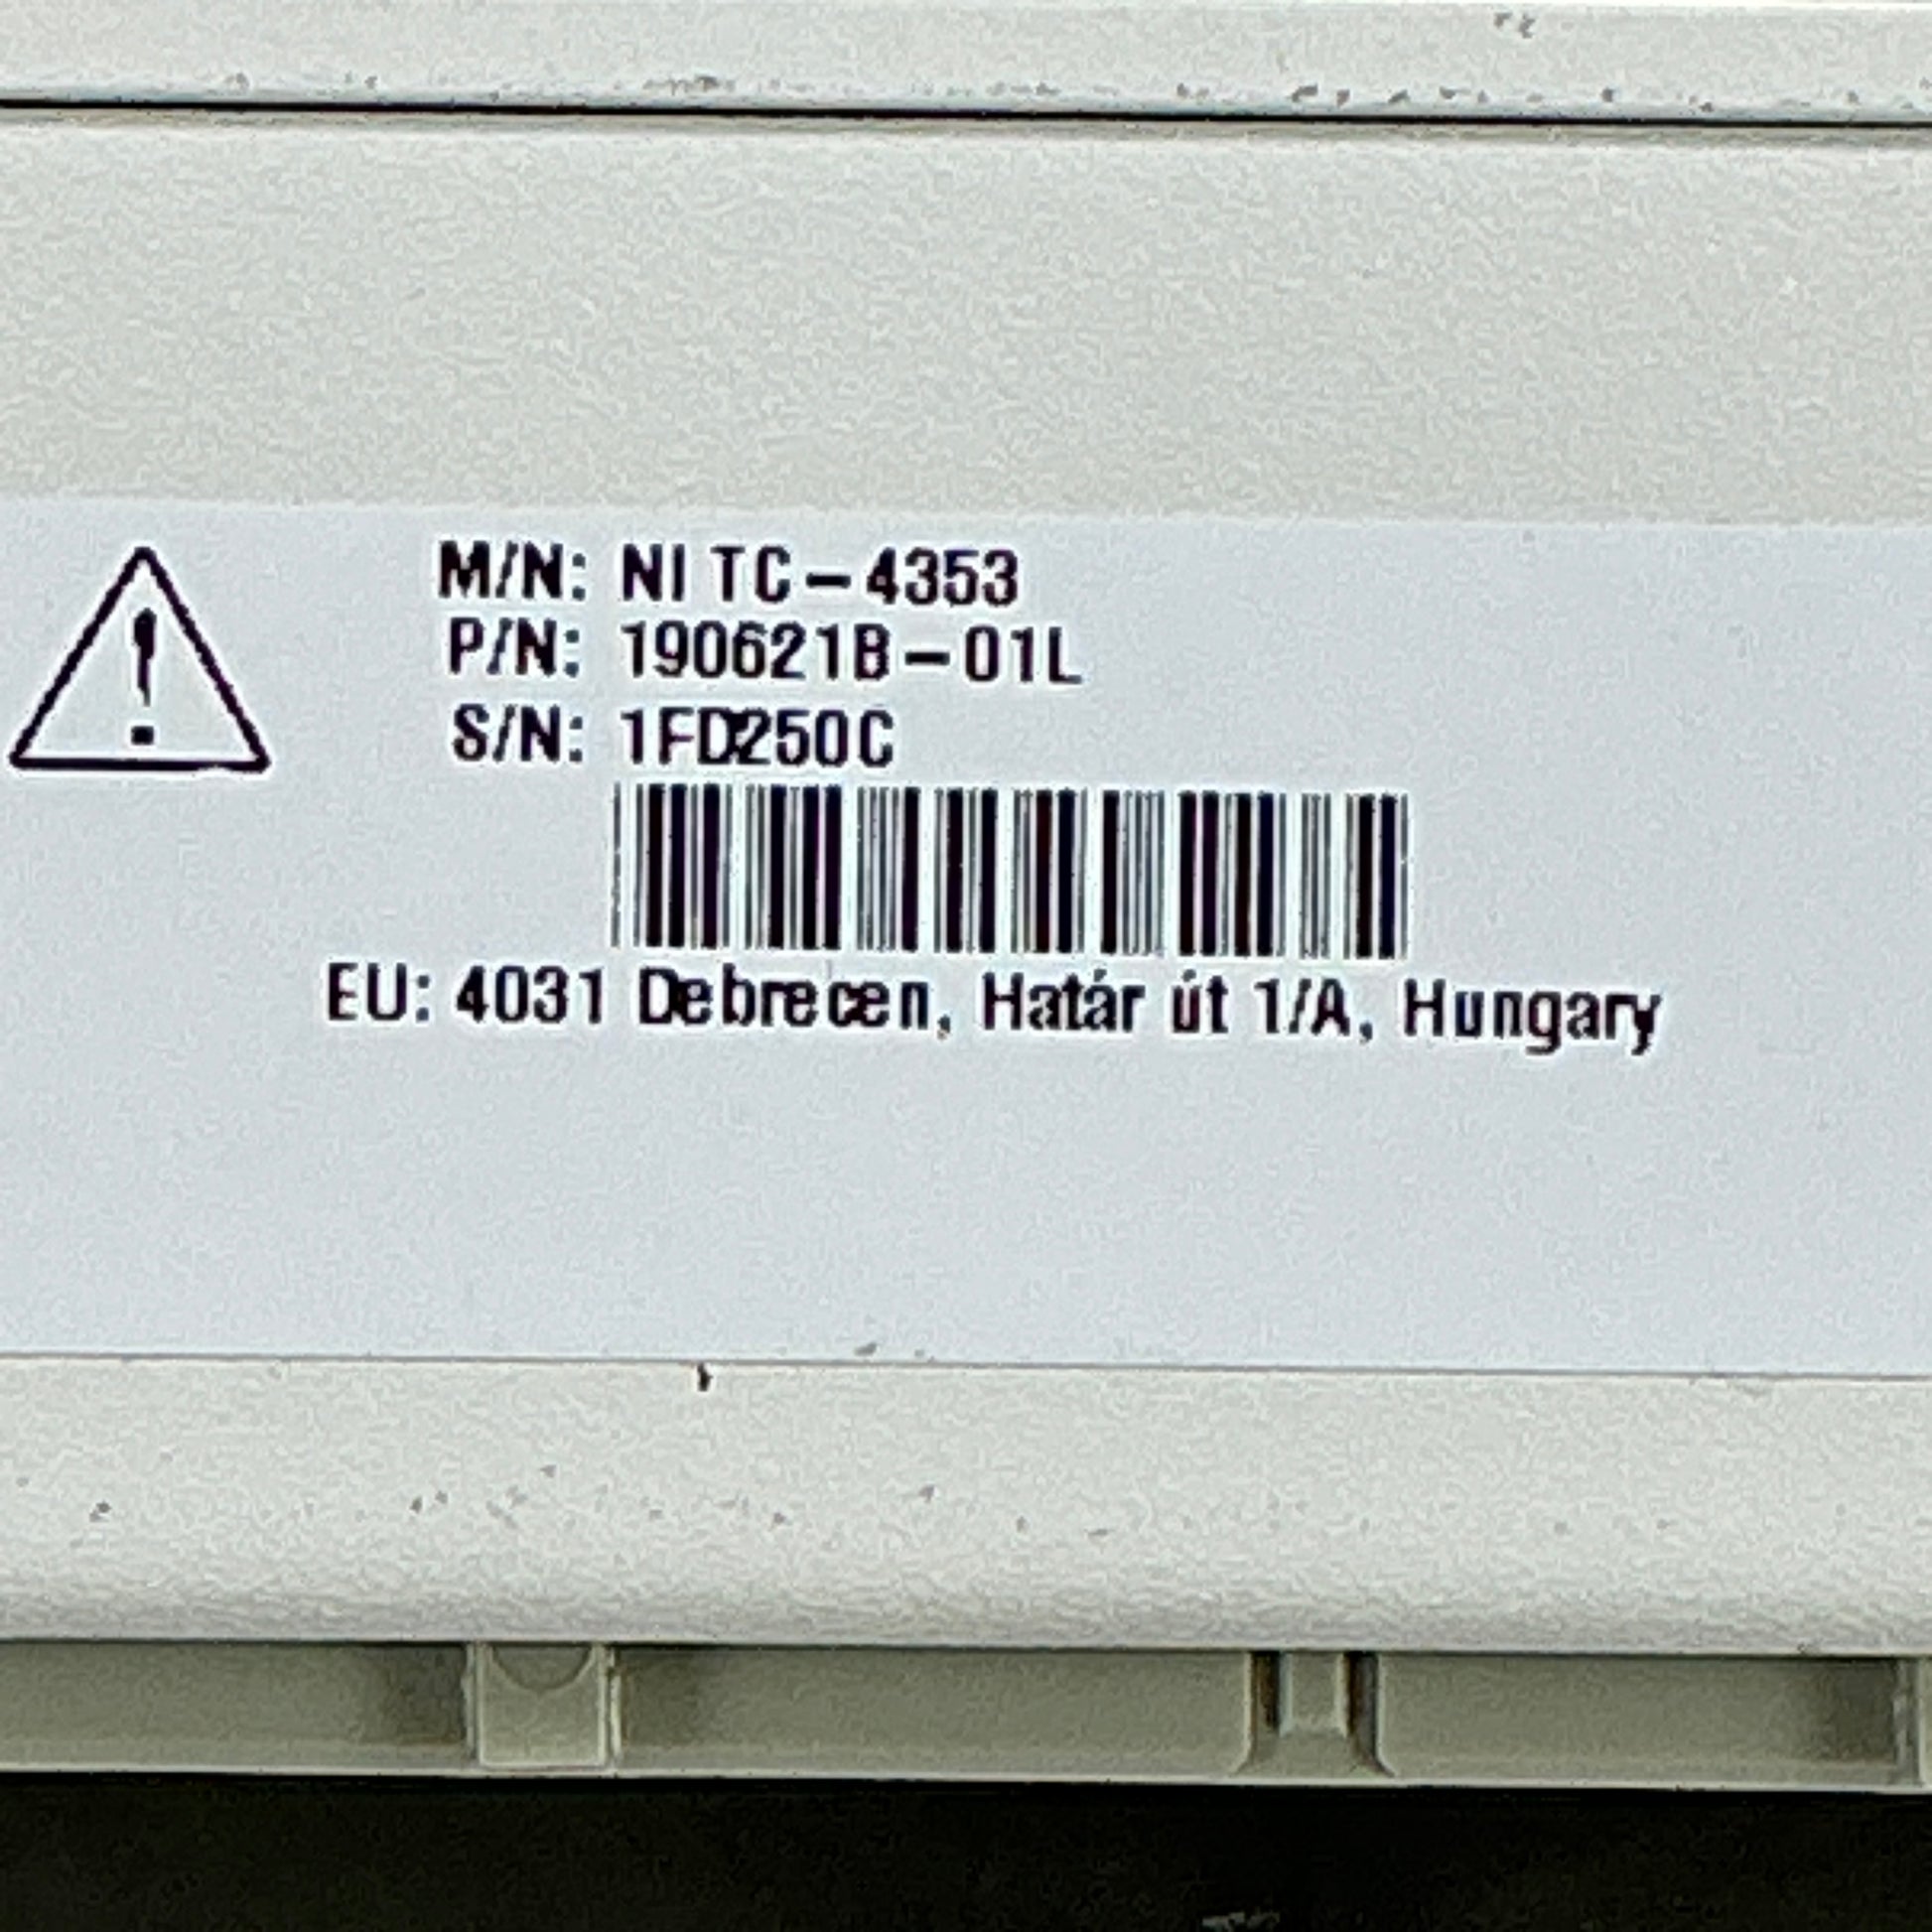 M/N: NI TC-4353
P/N: 190621B-01L
S/N: 1FD250C
EU: 4031 Debrecen, Határ út 1/A, Hungary